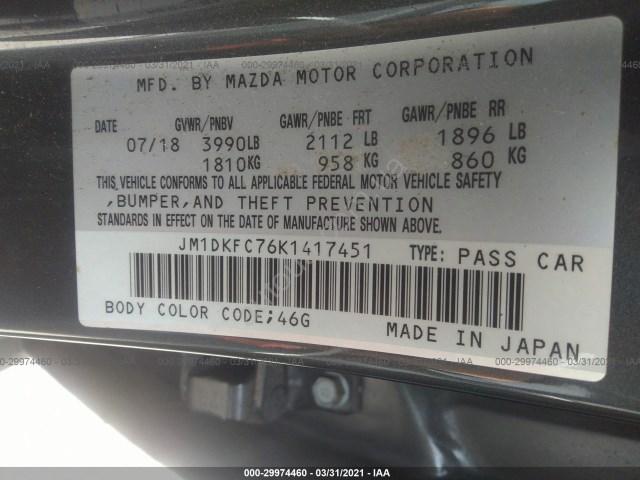 MFD. BY MAZDA MOTOR CORPORATION
DATE GVWR/PNBV GAWR/PNBE FRT GAWR/PNBE RR
07/18 3990LB 2112 LB 1896 LB
1810KG 958 KG 860 KG
THIS VEHICLE CONFORMS TO ALL APPLICABLE FEDERAL MOTOR VEHICLE SAFETY
,BUMPER,AND THEFT PREVENTION
STANDARDS IN EFFECT ON THE DATE OF MANUFACTURE SHOWN ABOVE.
JM1DKFC76K1417451 TYPE: PASS CAR
BODY COLOR CODE;46G MADE IN JAPAN
000-29974460 - 03/31/2021 - IAA